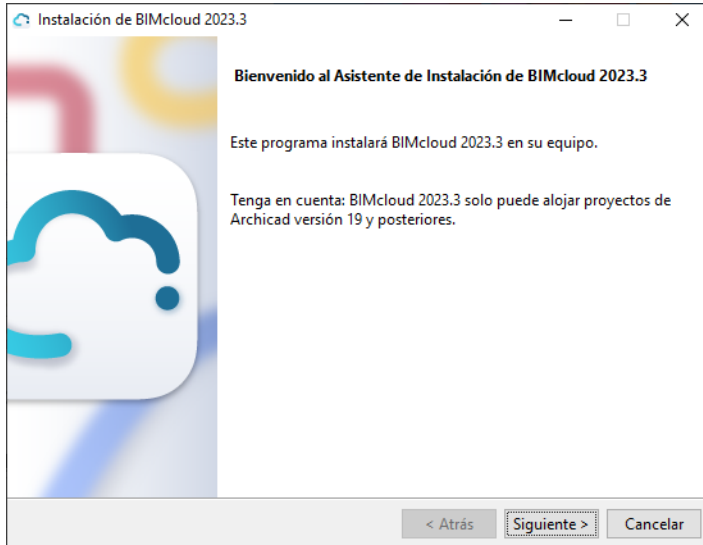 Instalación de BIMcloud 2023.3
Bienvenido al Asistente de Instalación de BIMcloud 2023.3
Este programa instalará BIMcloud 2023.3 en su equipo.
Tenga en cuenta: BIMcloud 2023.3 solo puede alojar proyectos de
Archicad versión 19 y posteriores.
< Atrás
Siguiente >
Cancelar